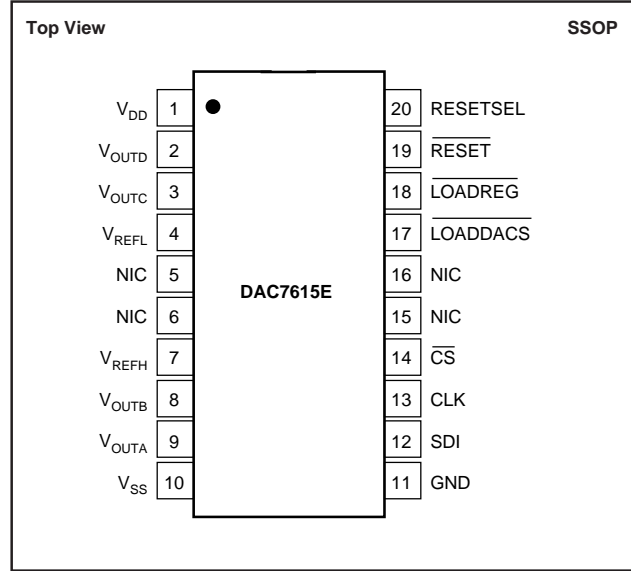 Top View SSOP
V_DD 1 20 RESETSEL
V_OUTD 2 19 RESET
V_OUTC 3 18 LOADREG
V_REFL 4 17 LOADDACS
NIC 5 16 NIC
DAC7615E
NIC 6 15 NIC
V_REFH 7 14 CS
V_OUTB 8 13 CLK
V_OUTA 9 12 SDI
V_SS 10 11 GND